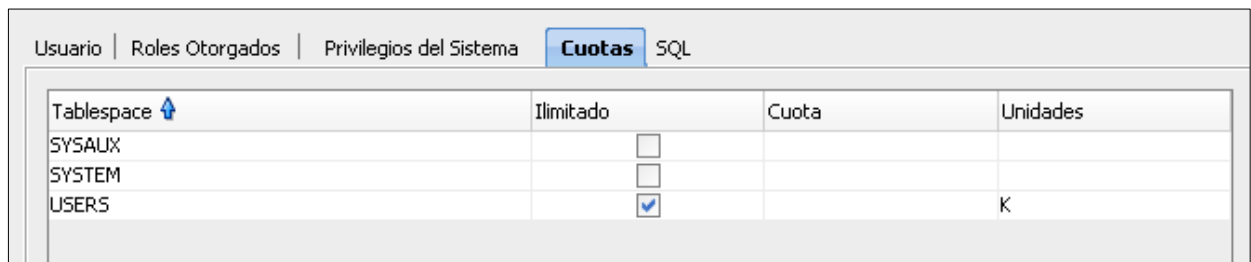 Usuario Roles Otorgados Privilegios del Sistema Cuotas SQL
Tablespace Ilimitado Cuota Unidades
SYSAUX
SYSTEM
USERS K